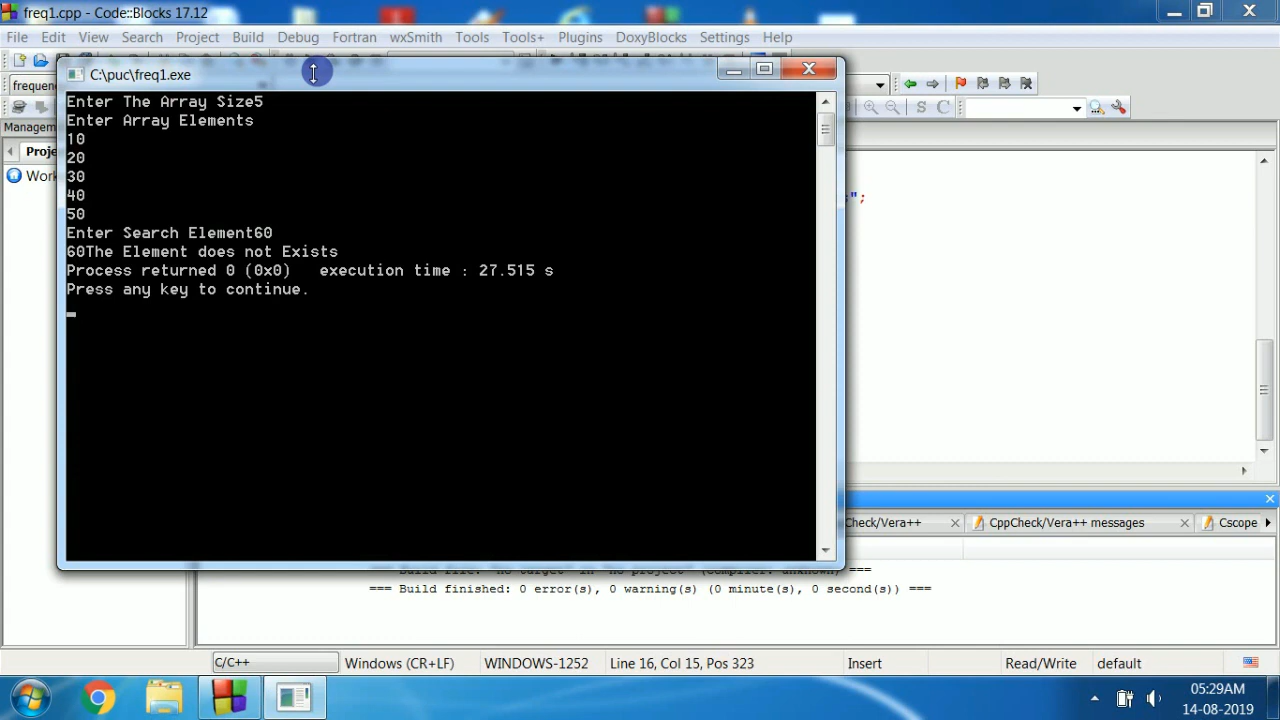 freq1.cpp - Code::Blocks 17.12
File Edit View Search Project Build Debug Fortran wxSmith Tools Tools+ Plugins DoxyBlocks Settings Help
C:\puc\freq1.exe
Enter The Array Size5
Enter Array Elements
10
20
30
40
50
Enter Search Element60
60The Element does not Exists
Process returned 0 (0x0)   execution time : 27.515 s
Press any key to continue.
S C
";
Check/Vera++ CppCheck/Vera++ messages Cscope
=== Build finished: 0 error(s), 0 warning(s) (0 minute(s), 0 second(s)) ===
C/C++ Windows (CR+LF) WINDOWS-1252 Line 16, Col 15, Pos 323 Insert Read/Write default
05:29AM
14-08-2019